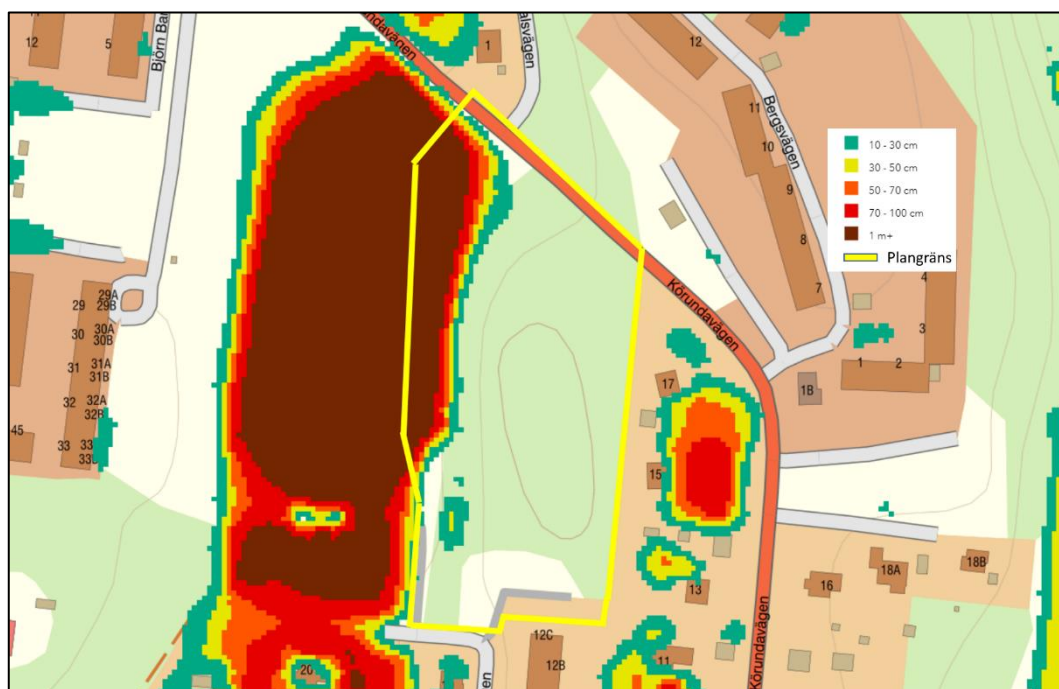 12
5
Björn Bar
Körundavägen
1
alsvägen
12
Bergsvägen
11
10
9
8
7
10 - 30 cm
30 - 50 cm
50 - 70 cm
70 - 100 cm
1 m+
Plangräns
4
3
2
1
1B
Körundavägen
29A
29
29B
30A
30
30B
31A
31
31B
32A
32
32B
45
33
33
33
17
15
13
11
16
18A
18B
12C
12B
20
gen
Körundavägen